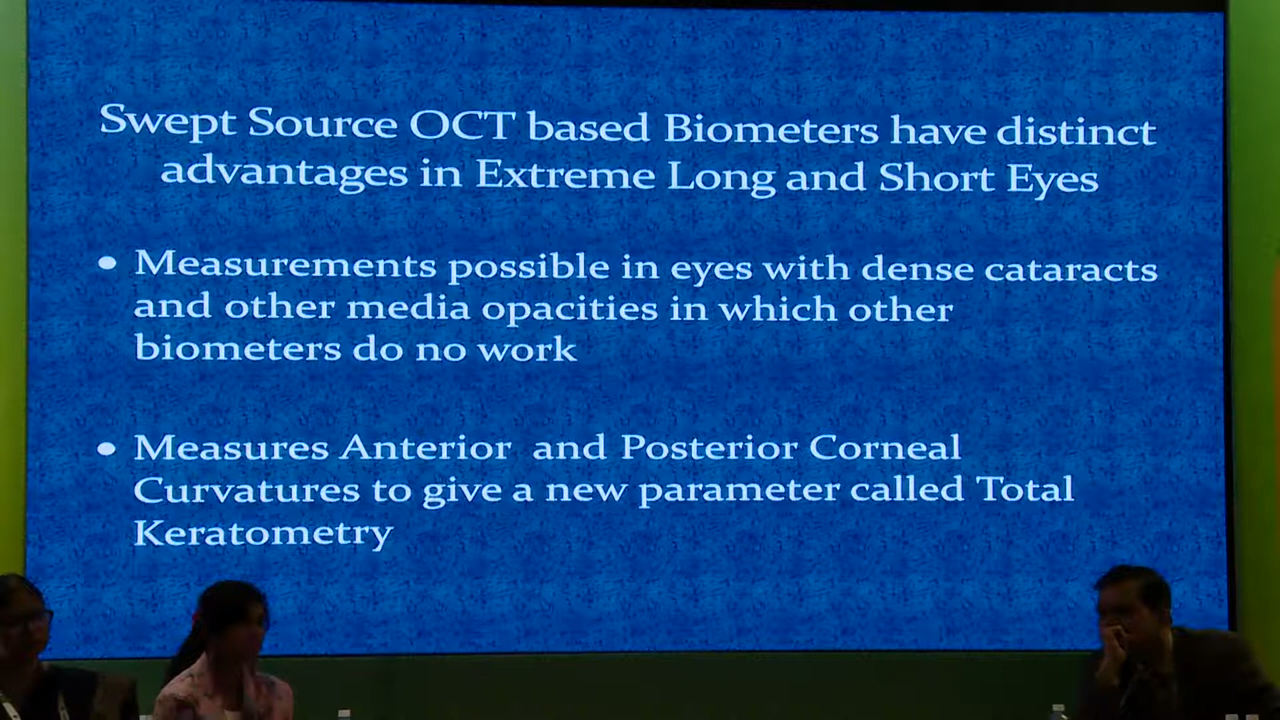 Swept Source OCT based Biometers have distinct
advantages in Extreme Long and Short Eyes
• Measurements possible in eyes with dense cataracts
and other media opacities in which other
biometers do no work
• Measures Anterior and Posterior Corneal
Curvatures to give a new parameter called Total
Keratometry